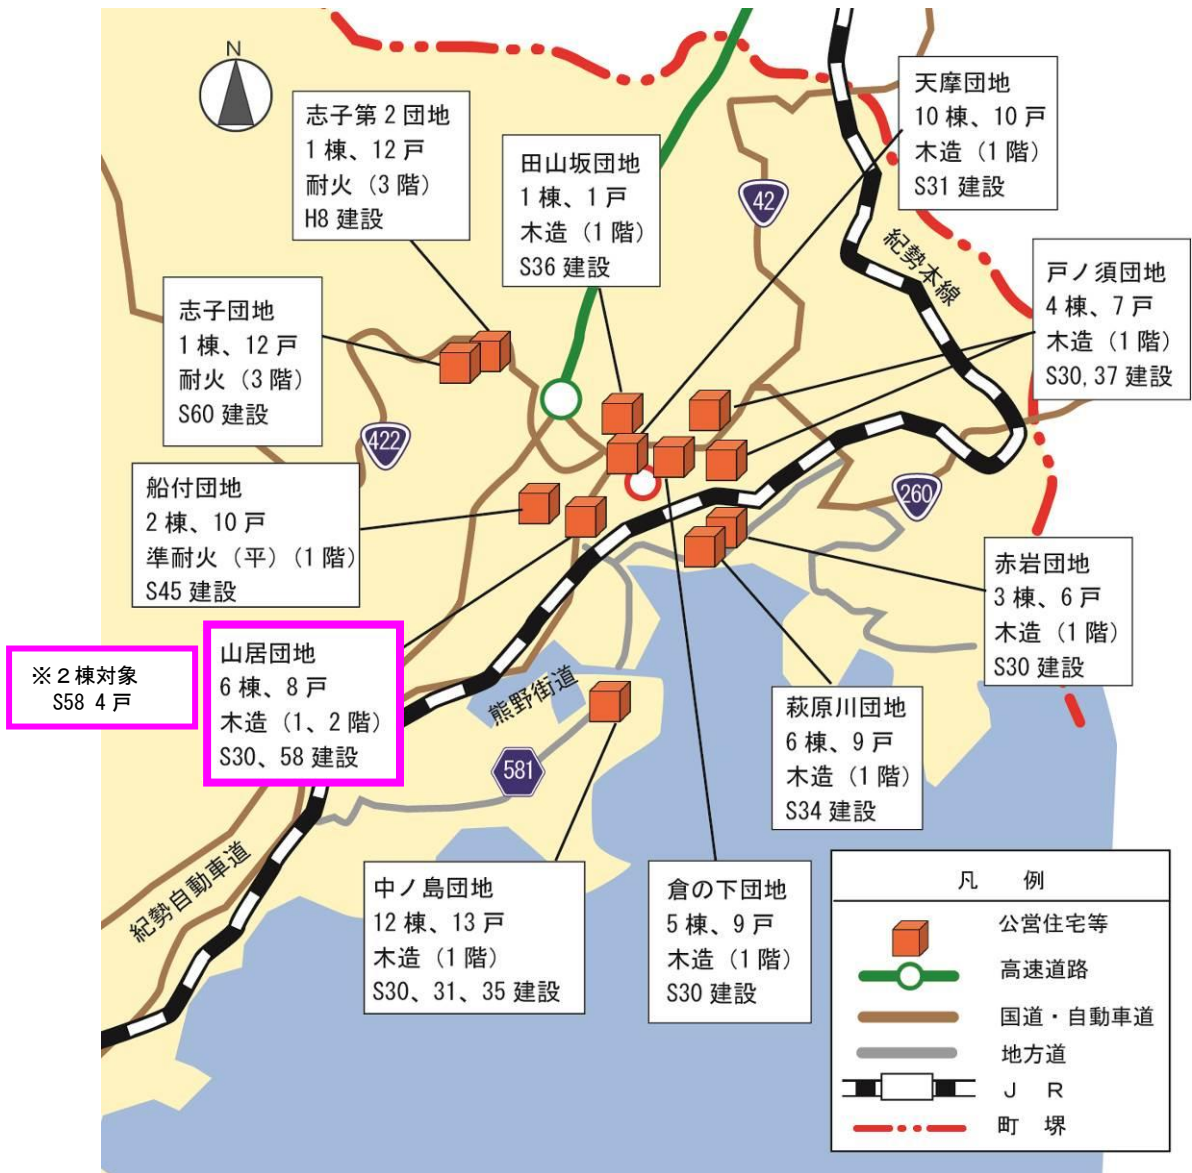 N
志子第２団地
1 棟、12 戸
耐火（3 階）
H8 建設
田山坂団地
1 棟、1 戸
木造（1 階）
S36 建設
天摩団地
10 棟、10 戸
木造（1 階）
S31 建設
42
紀勢本線
戸ノ須団地
4 棟、7 戸
木造（1 階）
S30, 37 建設
志子団地
1 棟、12 戸
耐火（3 階）
S60 建設
422
船付団地
2 棟、10 戸
準耐火（平）（1 階）
S45 建設
260
赤岩団地
3 棟、6 戸
木造（1 階）
S30 建設
※２棟対象
S58 4 戸
山居団地
6 棟、8 戸
木造（1、2 階）
S30、58 建設
熊野街道
581
萩原川団地
6 棟、9 戸
木造（1 階）
S34 建設
紀勢自動車道
中ノ島団地
12 棟、13 戸
木造（1 階）
S30、31、35 建設
倉の下団地
5 棟、9 戸
木造（1 階）
S30 建設
凡　例
公営住宅等
高速道路
国道・自動車道
地方道
Ｊ　Ｒ
町　堺